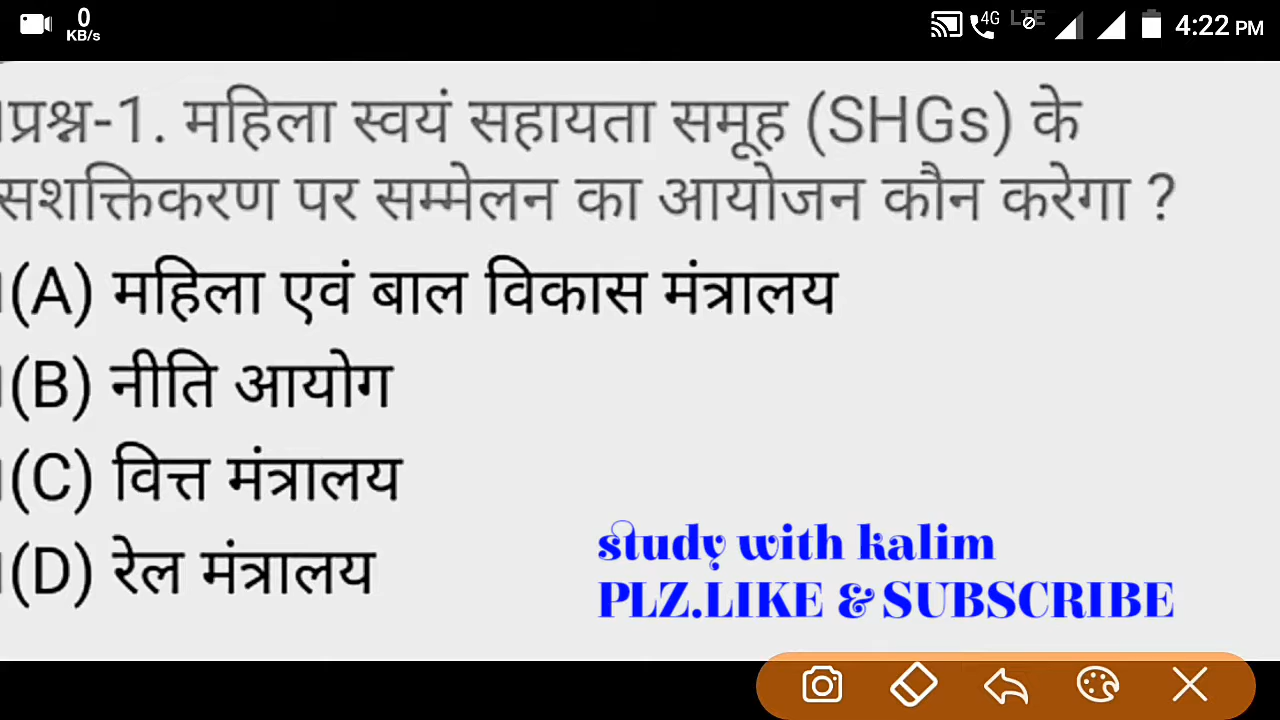 0
KB/s
4G
LTE
4:22 PM
प्रश्न-1. महिला स्वयं सहायता समूह (SHGs) के
सशक्तिकरण पर सम्मेलन का आयोजन कौन करेगा ?
(A) महिला एवं बाल विकास मंत्रालय
(B) नीति आयोग
(C) वित्त मंत्रालय
(D) रेल मंत्रालय
study with kalim
PLZ.LIKE & SUBSCRIBE